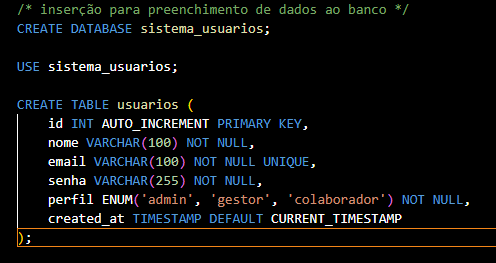 /* inserção para preenchimento de dados ao banco */
CREATE DATABASE sistema_usuarios;
USE sistema_usuarios;
CREATE TABLE usuarios (
    id INT AUTO_INCREMENT PRIMARY KEY,
    nome VARCHAR(100) NOT NULL,
    email VARCHAR(100) NOT NULL UNIQUE,
    senha VARCHAR(255) NOT NULL,
    perfil ENUM('admin', 'gestor', 'colaborador') NOT NULL,
    created_at TIMESTAMP DEFAULT CURRENT_TIMESTAMP
);